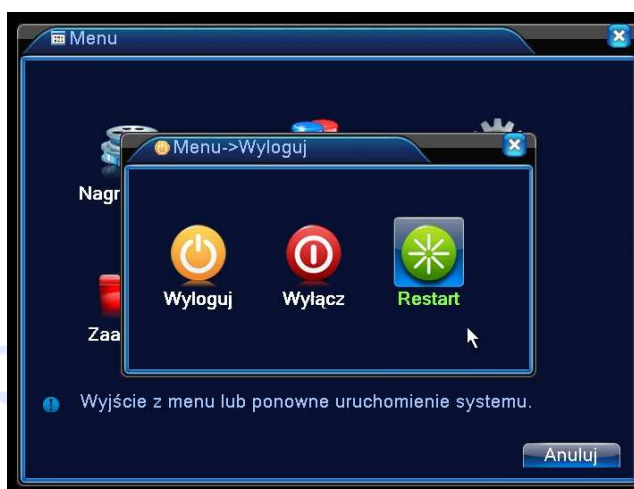 Menu
Menu->Wyloguj
Nagr
Wyloguj
Wyłącz
Restart
Zaa
Wyjście z menu lub ponowne uruchomienie systemu.
Anuluj